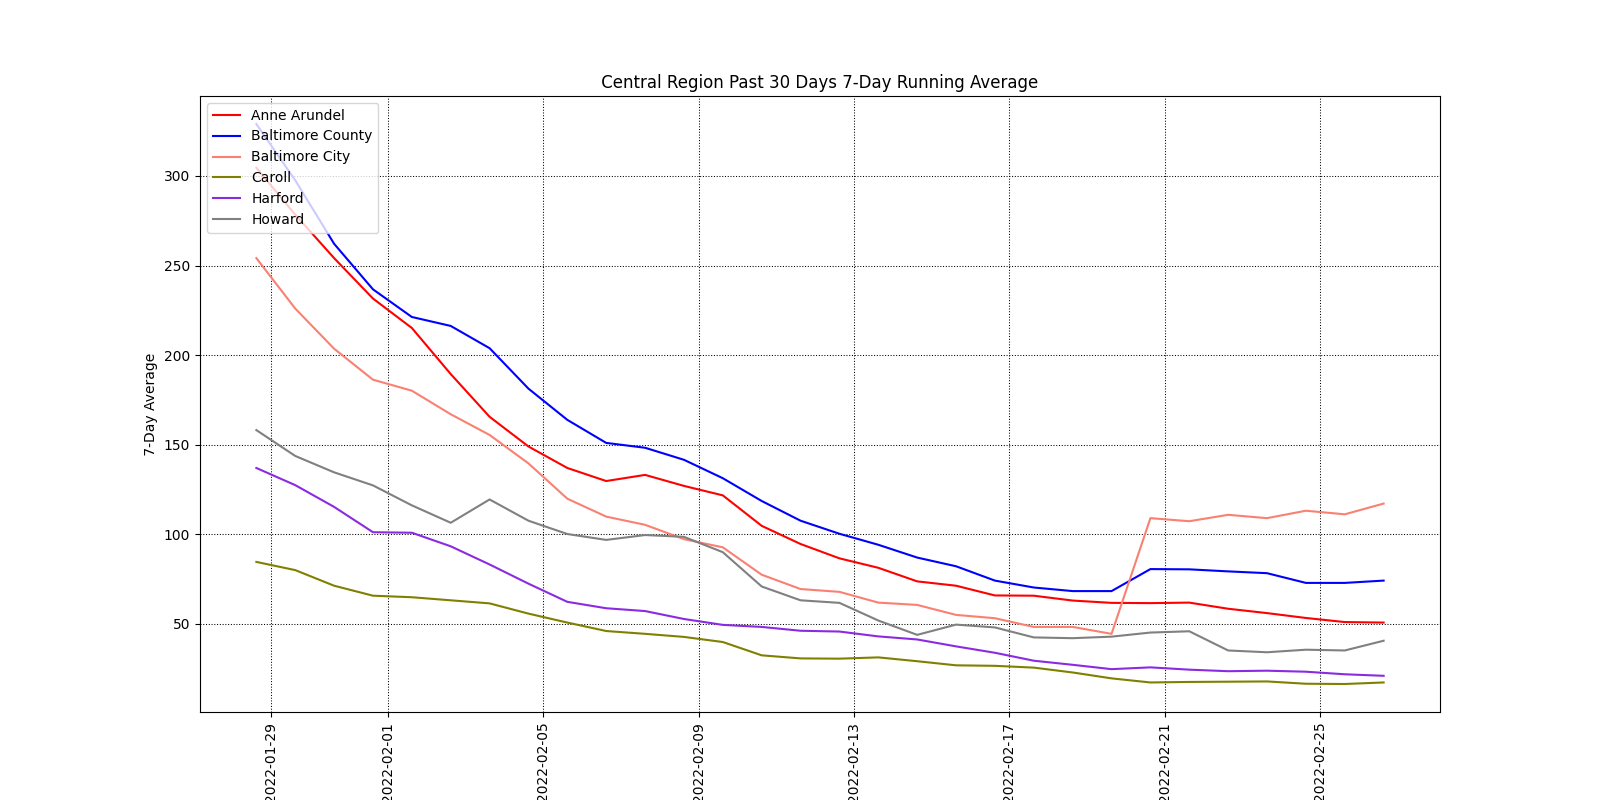 Central Region Past 30 Days 7-Day Running Average
Anne Arundel
Baltimore County
Baltimore City
Caroll
Harford
Howard
7-Day Average
300
250
200
150
100
50
2022-01-29
2022-02-01
2022-02-05
2022-02-09
2022-02-13
2022-02-17
2022-02-21
2022-02-25